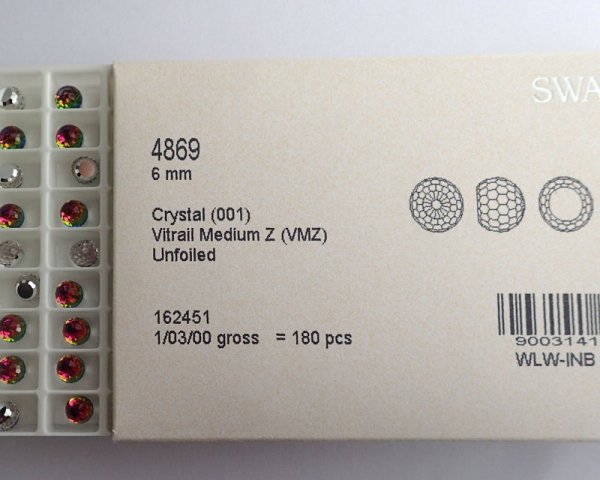 SWA
4869
6 mm
Crystal (001)
Vitrail Medium Z (VMZ)
Unfoiled
162451
1/03/00 gross = 180 pcs
9003141
WLW-INB